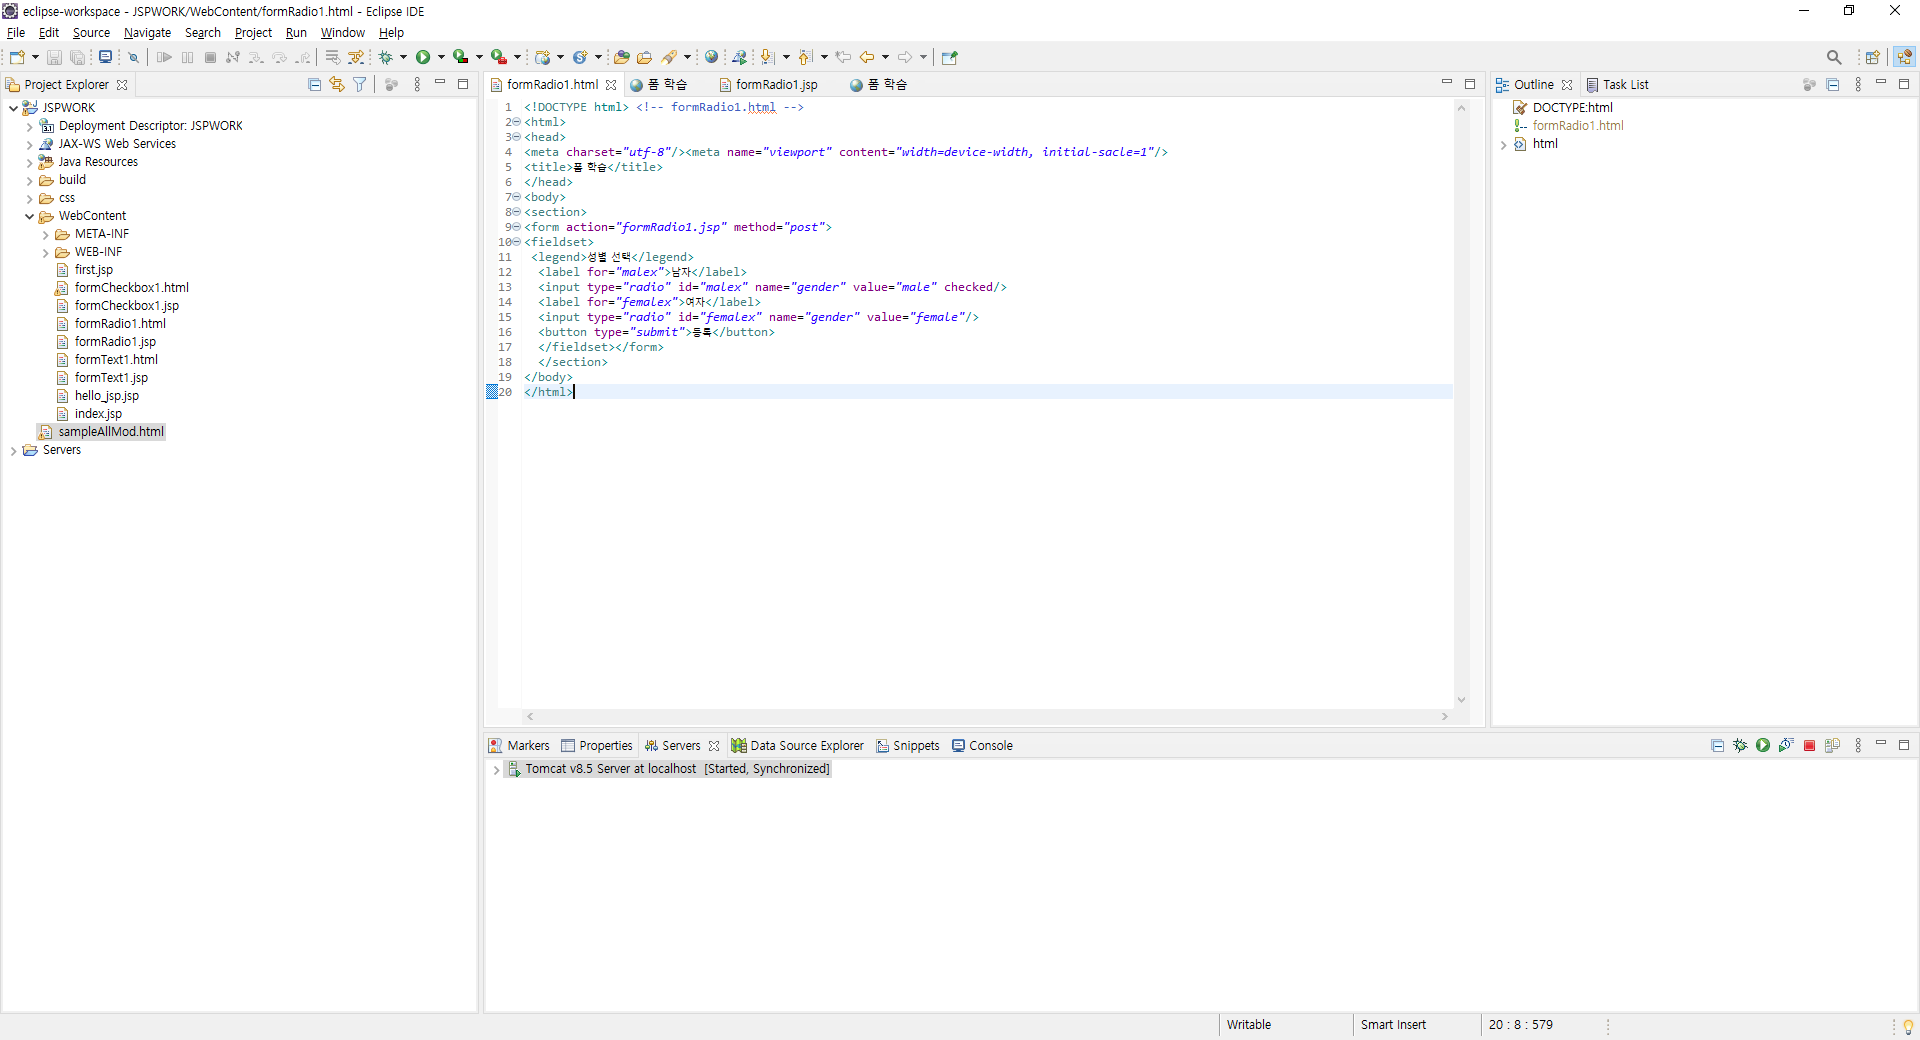 eclipse-workspace - JSPWORK/WebContent/formRadio1.html - Eclipse IDE
File Edit Source Navigate Search Project Run Window Help
Project Explorer
JSPWORK
Deployment Descriptor: JSPWORK
JAX-WS Web Services
Java Resources
build
css
WebContent
META-INF
WEB-INF
first.jsp
formCheckbox1.html
formCheckbox1.jsp
formRadio1.html
formRadio1.jsp
formText1.html
formText1.jsp
hello_jsp.jsp
index.jsp
sampleAllMod.html
Servers
formRadio1.html 폼 학습 formRadio1.jsp 폼 학습
1 <!DOCTYPE html> <!-- formRadio1.html -->
2 <html>
3 <head>
4 <meta charset="utf-8"/><meta name="viewport" content="width=device-width, initial-sacle=1"/>
5 <title>폼 학습</title>
6 </head>
7 <body>
8 <section>
9 <form action="formRadio1.jsp" method="post">
10 <fieldset>
11 <legend>성별 선택</legend>
12 <label for="malex">남자</label>
13 <input type="radio" id="malex" name="gender" value="male" checked/>
14 <label for="femalex">여자</label>
15 <input type="radio" id="femalex" name="gender" value="female"/>
16 <button type="submit">등록</button>
17 </fieldset></form>
18 </section>
19 </body>
20 </html>
Outline Task List
DOCTYPE:html
formRadio1.html
html
Markers Properties Servers Data Source Explorer Snippets Console
Tomcat v8.5 Server at localhost [Started, Synchronized]
Writable Smart Insert 20 : 8 : 579